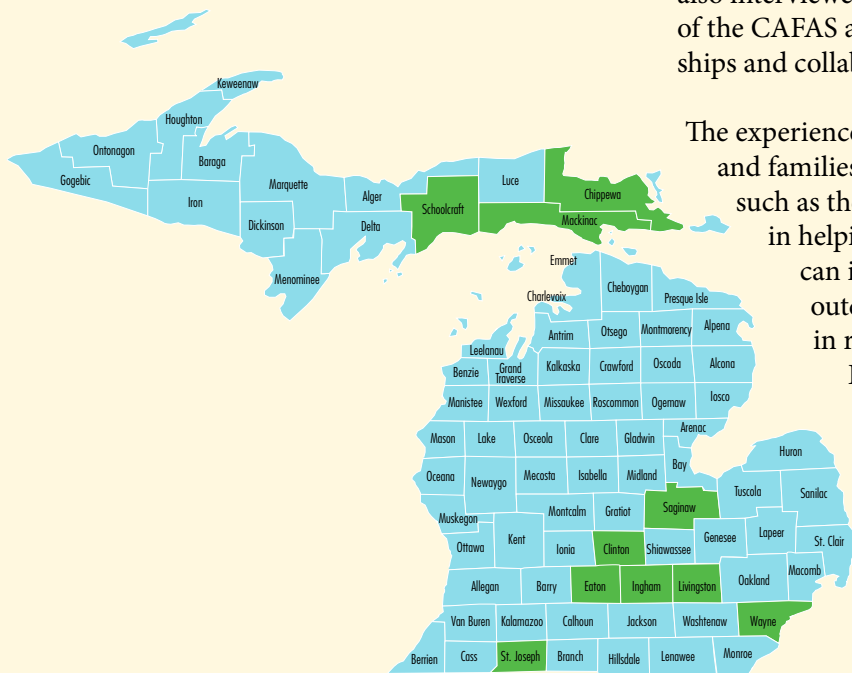 also interviewe
of the CAFAS a
ships and collab
The experience
and families
such as thi
in helpi
can i
out
in r
Keweenaw
Houghton
Ontonagon
Baraga
Gogebic
Marquette
Iron
Alger
Luce
Chippewa
Schoolcraft
Mackinac
Dickinson
Delta
Menominee
Emmet
Cheboygan
Charlevoix
Presque Isle
Antrim
Otsego
Montmorency
Alpena
Leelanau
Benzie
Grand
Traverse
Kalkaska
Crawford
Oscoda
Alcona
Manistee
Wexford
Missaukee
Roscommon
Ogemaw
Iosco
Arenac
Mason
Lake
Osceola
Clare
Gladwin
Huron
Bay
Oceana
Newaygo
Mecosta
Isabella
Midland
Tuscola
Sanilac
Saginaw
Muskegon
Montcalm
Gratiot
Lapeer
Genesee
St. Clair
Ottawa
Kent
Ionia
Clinton
Shiawassee
Macomb
Allegan
Barry
Eaton
Ingham
Livingston
Oakland
Van Buren
Kalamazoo
Calhoun
Jackson
Washtenaw
Wayne
Berrien
Cass
St. Joseph
Branch
Hillsdale
Lenawee
Monroe